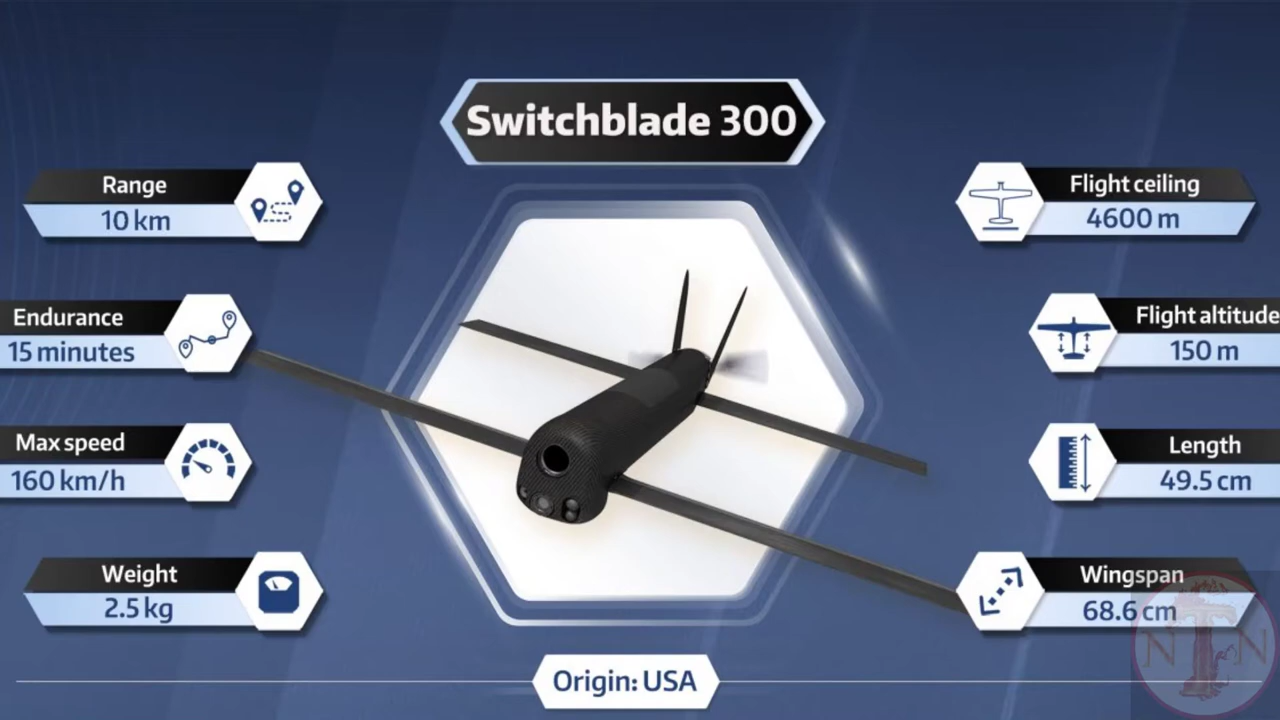 Switchblade 300
Range
10 km
Endurance
15 minutes
Max speed
160 km/h
Weight
2.5 kg
Flight ceiling
4600 m
Flight altitude
150 m
Length
49.5 cm
Wingspan
68.6 cm
NTN
Origin: USA